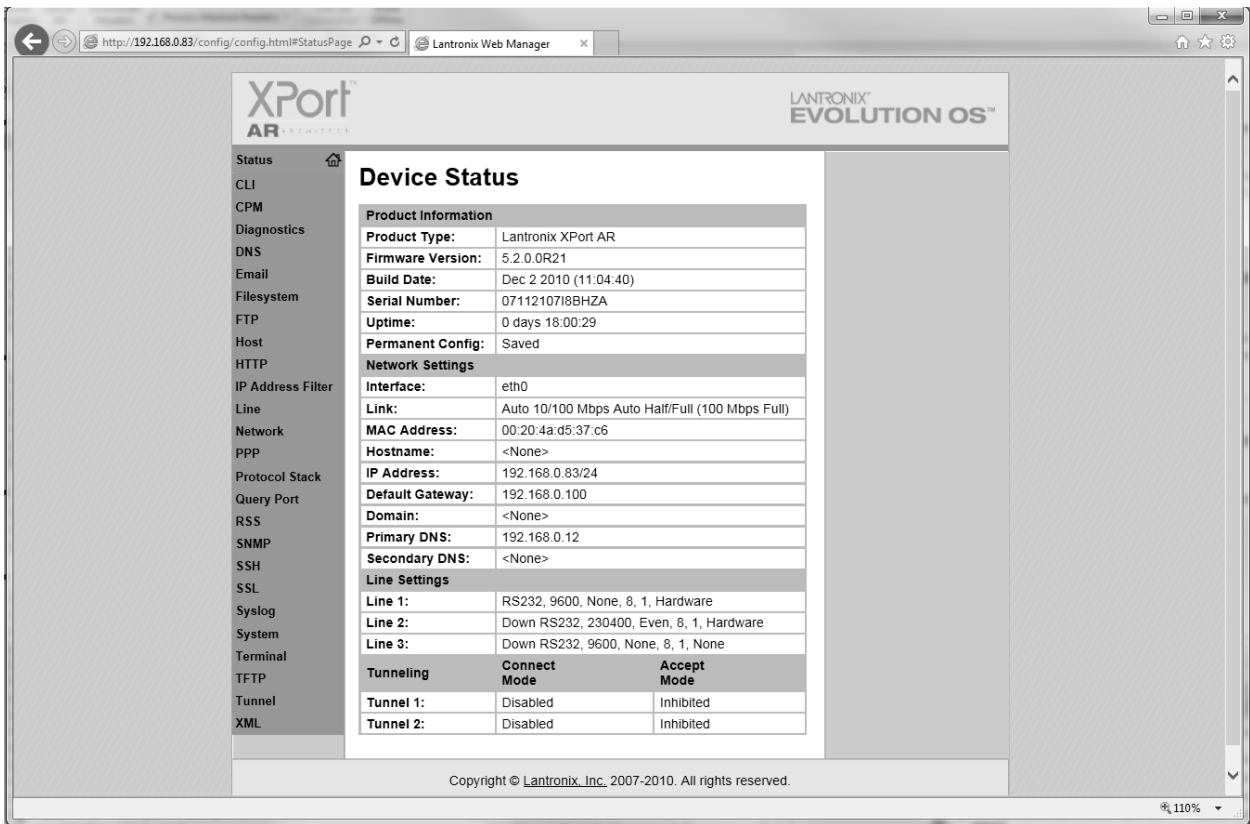 http://192.168.0.83/config/config.html#StatusPage
Lantronix Web Manager
XPort™
AR
LANTRONIX®
EVOLUTION OS™
Status
CLI
CPM
Diagnostics
DNS
Email
Filesystem
FTP
Host
HTTP
IP Address Filter
Line
Network
PPP
Protocol Stack
Query Port
RSS
SNMP
SSH
SSL
Syslog
System
Terminal
TFTP
Tunnel
XML
Device Status
Product Information
Product Type: Lantronix XPort AR
Firmware Version: 5.2.0.0R21
Build Date: Dec 2 2010 (11:04:40)
Serial Number: 07112107I8BHZA
Uptime: 0 days 18:00:29
Permanent Config: Saved
Network Settings
Interface: eth0
Link: Auto 10/100 Mbps Auto Half/Full (100 Mbps Full)
MAC Address: 00:20:4a:d5:37:c6
Hostname: <None>
IP Address: 192.168.0.83/24
Default Gateway: 192.168.0.100
Domain: <None>
Primary DNS: 192.168.0.12
Secondary DNS: <None>
Line Settings
Line 1: RS232, 9600, None, 8, 1, Hardware
Line 2: Down RS232, 230400, Even, 8, 1, Hardware
Line 3: Down RS232, 9600, None, 8, 1, None
Tunneling Connect Mode Accept Mode
Tunnel 1: Disabled Inhibited
Tunnel 2: Disabled Inhibited
Copyright © Lantronix, Inc. 2007-2010. All rights reserved.
110%